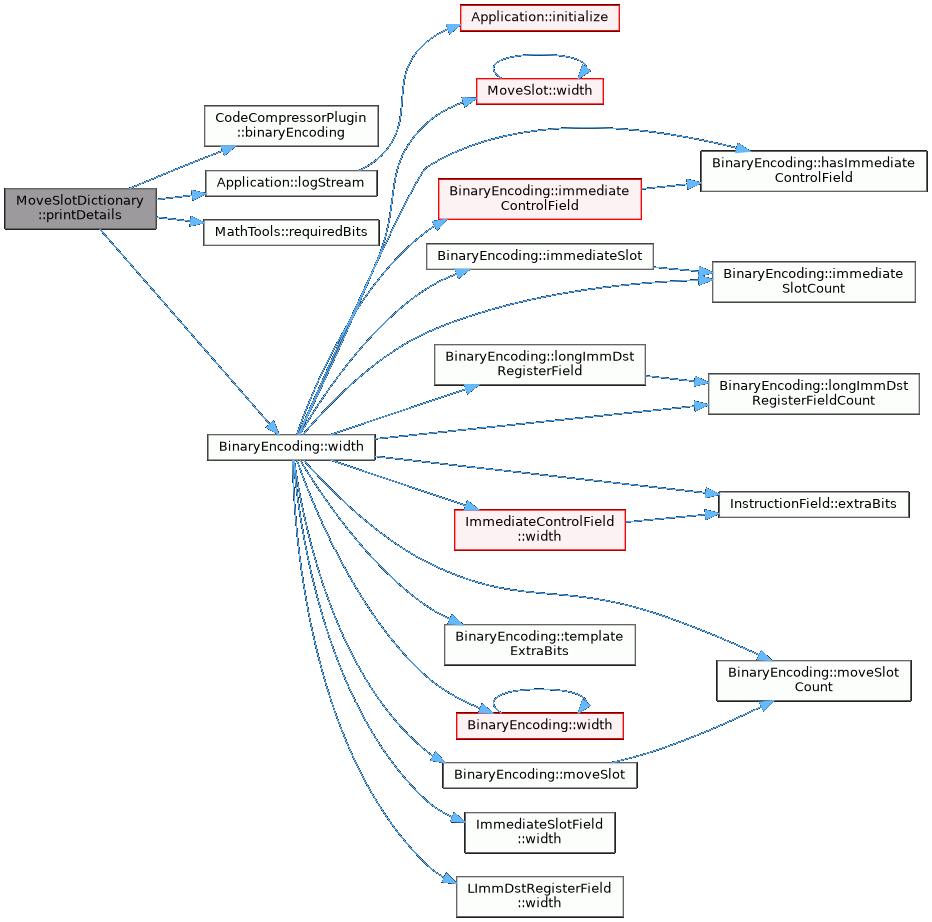 MoveSlotDictionary
::printDetails
CodeCompressorPlugin
::binaryEncoding
Application::logStream
MathTools::requiredBits
BinaryEncoding::width
Application::initialize
MoveSlot::width
BinaryEncoding::immediate
ControlField
BinaryEncoding::hasImmediate
ControlField
BinaryEncoding::immediateSlot
BinaryEncoding::immediate
SlotCount
BinaryEncoding::longImmDst
RegisterField
BinaryEncoding::longImmDst
RegisterFieldCount
ImmediateControlField
::width
InstructionField::extraBits
BinaryEncoding::template
ExtraBits
BinaryEncoding::moveSlot
Count
BinaryEncoding::width
BinaryEncoding::moveSlot
ImmediateSlotField
::width
LImmDstRegisterField
::width